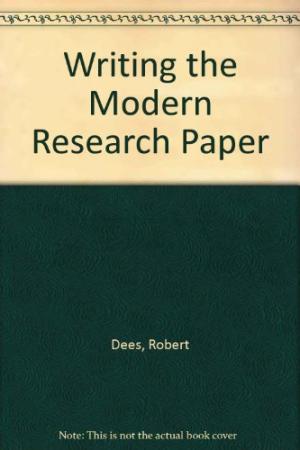 Writing the
Modern
Research Paper
Dees, Robert
Note: This is not the actual book cover